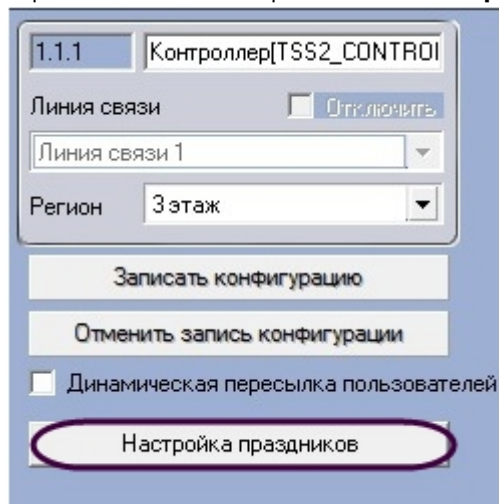 1.1.1 Контроллер[TSS2_CONTROI
Линия связи Отключить
Линия связи 1
Регион 3 этаж
Записать конфигурацию
Отменить запись конфигурации
Динамическая пересылка пользователей
Настройка праздников